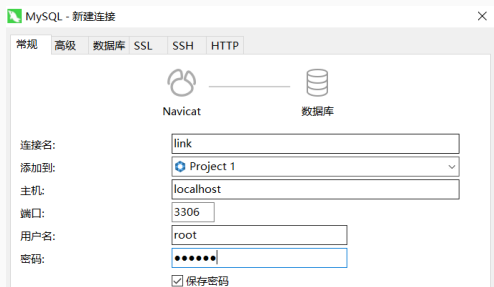 MySQL - 新建连接
常规 高级 数据库 SSL SSH HTTP
Navicat 数据库
连接名: link
添加到: Project 1
主机: localhost
端口: 3306
用户名: root
密码: ●●●●●●
保存密码